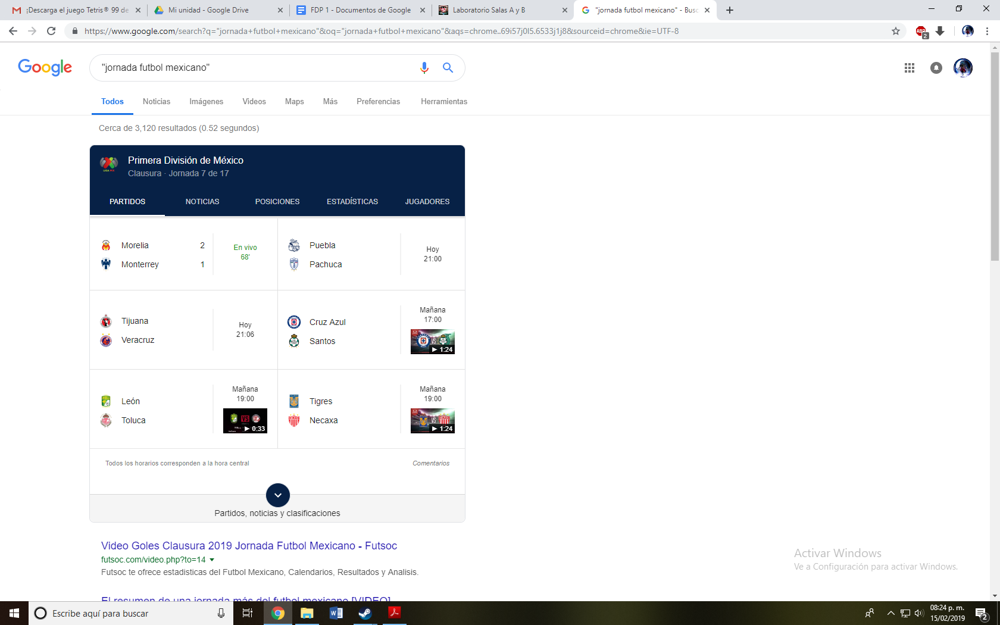 ¡Descarga el juego Tetris® 99 de
Mi unidad - Google Drive
FDP 1 - Documentos de Google
Laboratorio Salas A y B
"jornada futbol mexicano" - Busc
https://www.google.com/search?q="jornada+futbol+mexicano"&oq="jornada+futbol+mexicano"&aqs=chrome..69i57j0l5.6533j1j8&sourceid=chrome&ie=UTF-8
ABP
2
Google
"jornada futbol mexicano"
Todos
Noticias
Imágenes
Videos
Maps
Más
Preferencias
Herramientas
Cerca de 3,120 resultados (0.52 segundos)
Primera División de México
Clausura · Jornada 7 de 17
PARTIDOS
NOTICIAS
POSICIONES
ESTADÍSTICAS
JUGADORES
Morelia 2
Monterrey 1
En vivo
68'
Puebla
Pachuca
Hoy
21:00
Tijuana
Veracruz
Hoy
21:06
Cruz Azul
Santos
Mañana
17:00
VS
1:24
León
Toluca
Mañana
19:00
VS
0:33
Tigres
Necaxa
Mañana
19:00
VS
1:24
Todos los horarios corresponden a la hora central
Comentarios
Partidos, noticias y clasificaciones
Video Goles Clausura 2019 Jornada Futbol Mexicano - Futsoc
futsoc.com/video.php?to=14
Futsoc te ofrece estadisticas del Futbol Mexicano, Calendarios, Resultados y Analisis.
El resumen de una jornada más del futbol mexicano [VIDEO]
Activar Windows
Ve a Configuración para activar Windows.
Escribe aquí para buscar
08:24 p. m.
15/02/2019
2